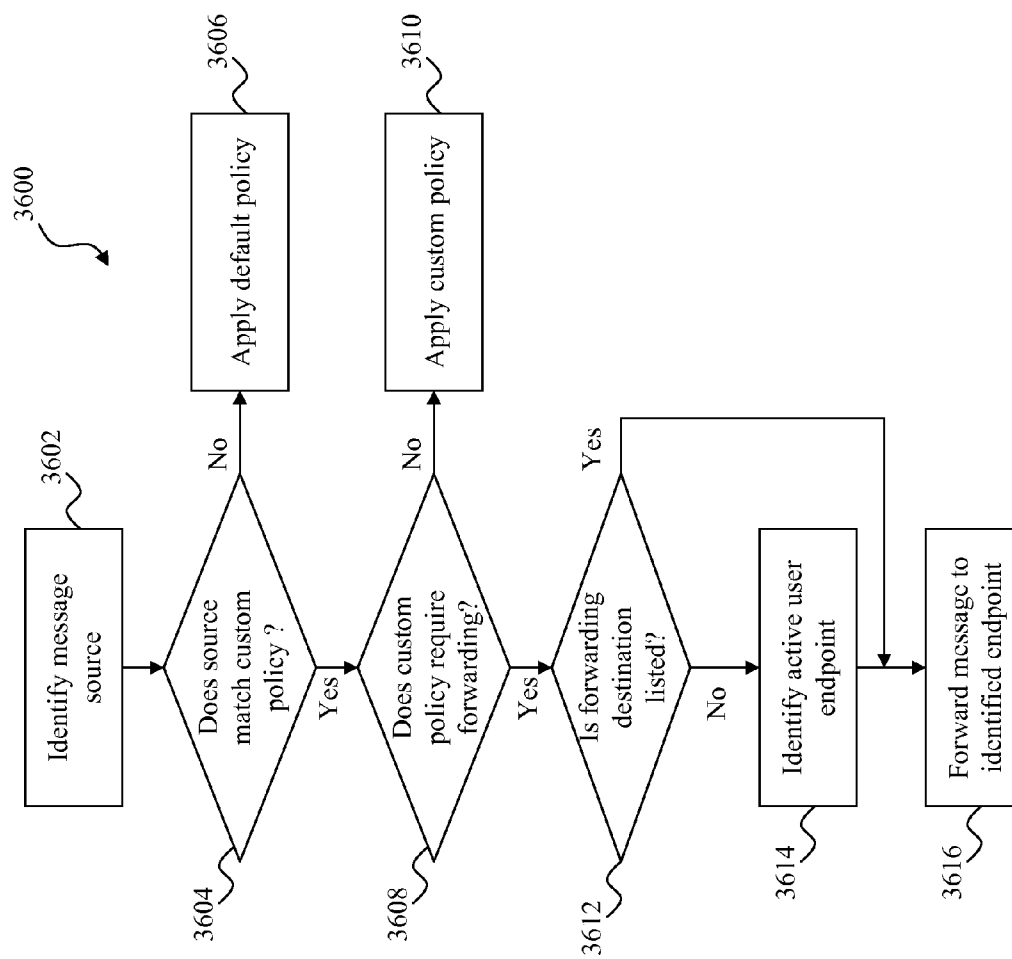 3600
3602
Identify message
source
3604
Does source
match custom
policy ?
No
3606
Apply default policy
Yes
3608
Does custom
policy require
forwarding?
No
3610
Apply custom policy
Yes
3612
Is forwarding
destination
listed?
Yes
No
3614
Identify active user
endpoint
3616
Forward message to
identified endpoint